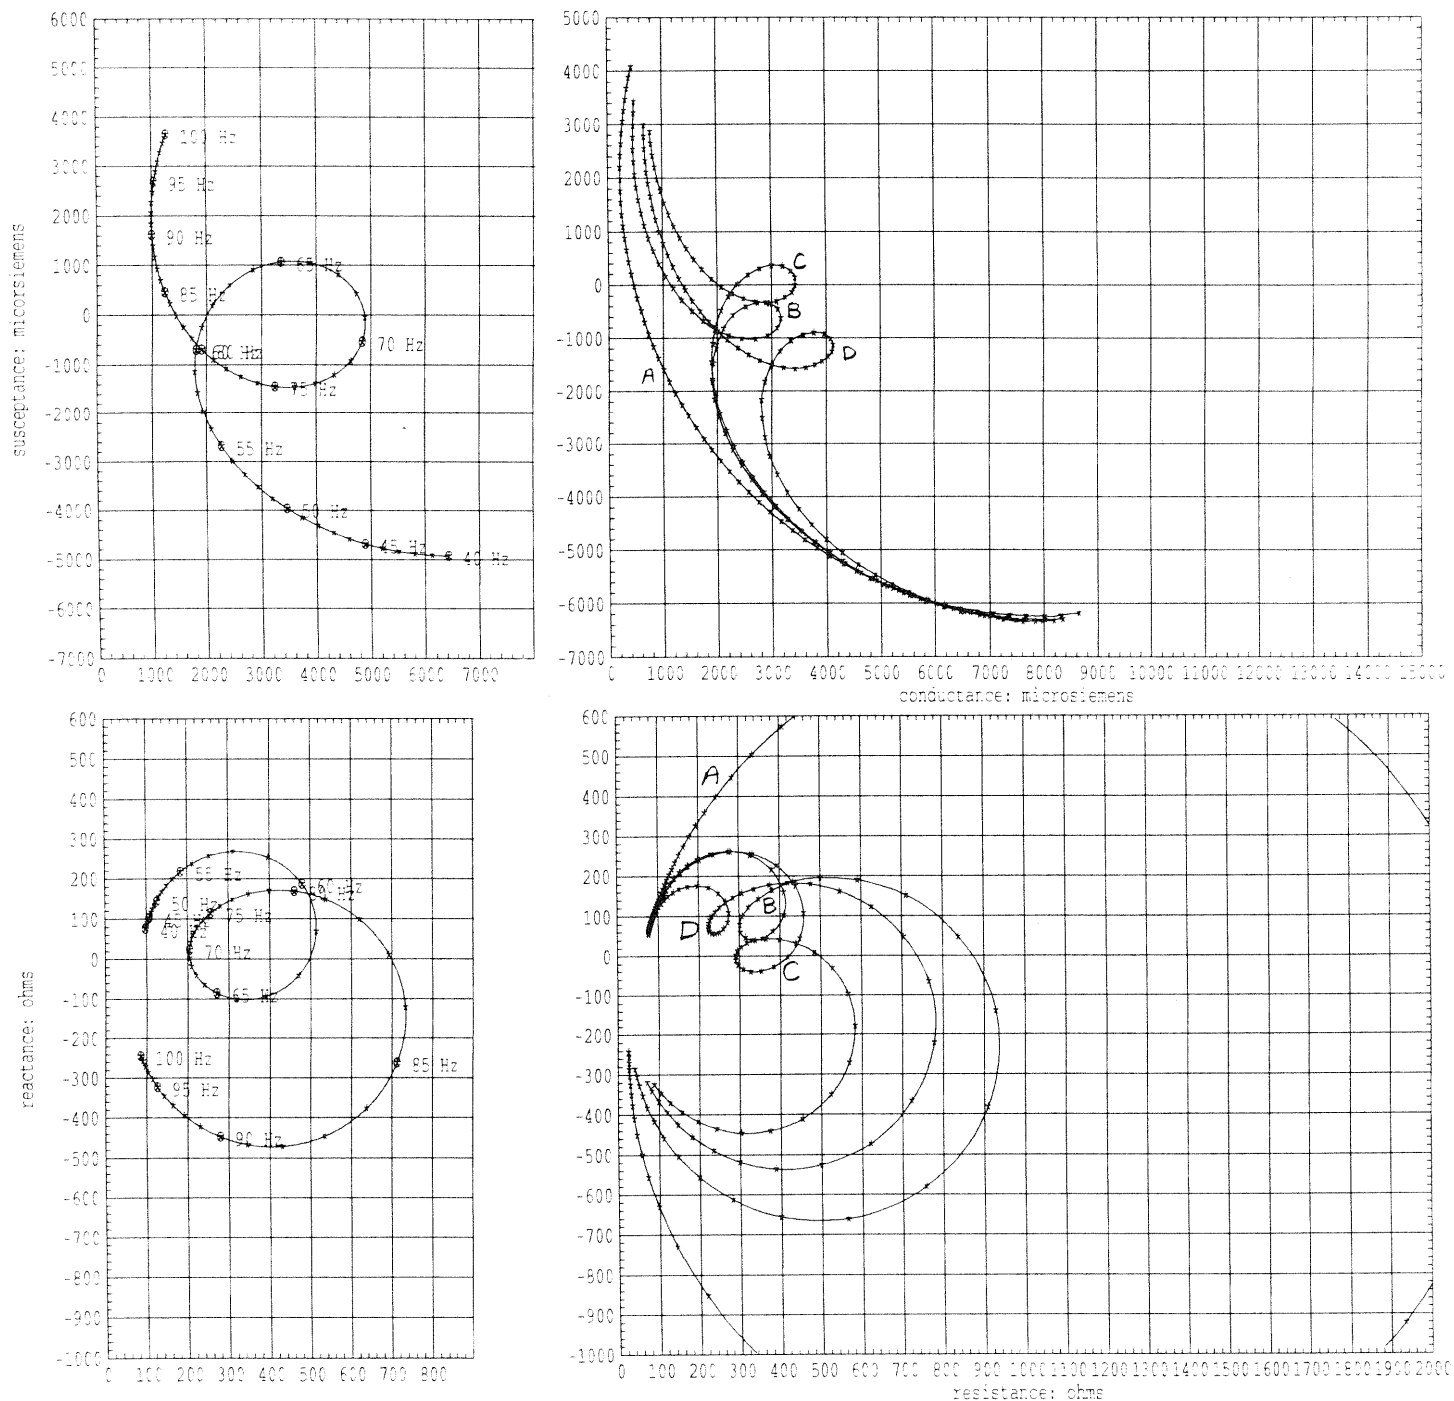 6000
5000
4000
3000
2000
1000
0
-1000
-2000
-3000
-4000
-5000
-6000
-7000
susceptance: microrsiemens
100 Hz
95 Hz
90 Hz
85 Hz
65 Hz
70 Hz
75 Hz
55 Hz
50 Hz
45 Hz
40 Hz
0 1000 2000 3000 4000 5000 6000 7000
5000
4000
3000
2000
1000
0
-1000
-2000
-3000
-4000
-5000
-6000
-7000
C
B
D
A
0 1000 2000 3000 4000 5000 6000 7000 8000 9000 10000 11000 12000 13000 14000 15000
conductance: microsiemens
600
500
400
300
200
100
0
-100
-200
-300
-400
-500
-600
-700
-800
-900
-1000
reactance: ohms
55 Hz
60 Hz
50 Hz
75 Hz
40 Hz
70 Hz
65 Hz
100 Hz
85 Hz
95 Hz
90 Hz
0 100 200 300 400 500 600 700 800
600
500
400
300
200
100
0
-100
-200
-300
-400
-500
-600
-700
-800
-900
-1000
A
B
D
C
0 100 200 300 400 500 600 700 800 900 1000 1100 1200 1300 1400 1500 1600 1700 1800 1900 2000
resistance: ohms